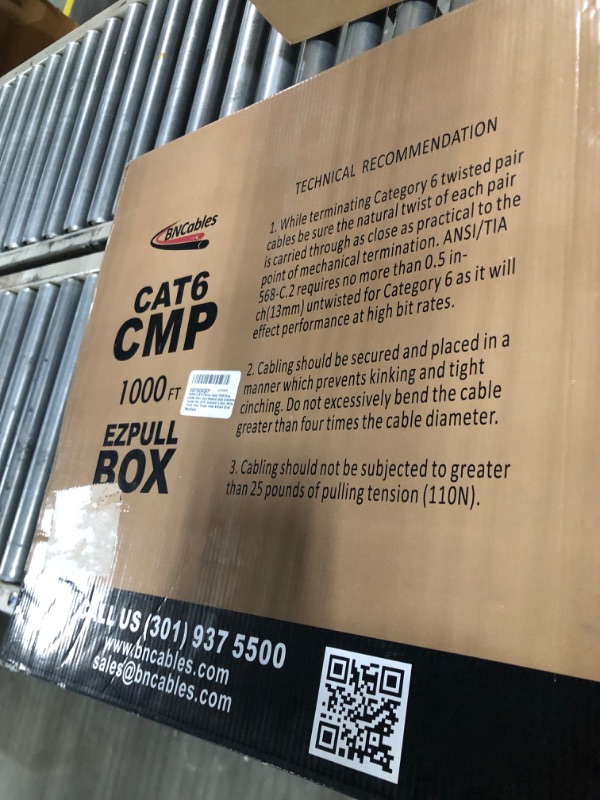 TECHNICAL RECOMMENDATION
1. While terminating Category 6 twisted pair
cables be sure the natural twist of each pair
is carried through as close as practical to the
point of mechanical termination. ANSI/TIA
568-C.2 requires no more than 0.5 in-
ch(13mm) untwisted for Category 6 as it will
effect performance at high bit rates.
2. Cabling should be secured and placed in a
manner which prevents kinking and tight
cinching. Do not excessively bend the cable
greater than four times the cable diameter.
3. Cabling should not be subjected to greater
than 25 pounds of pulling tension (110N).
BNCables
CAT6
CMP
1000 FT
EZPULL
BOX
LL US (301) 937 5500
www.bncables.com
sales@bncables.com